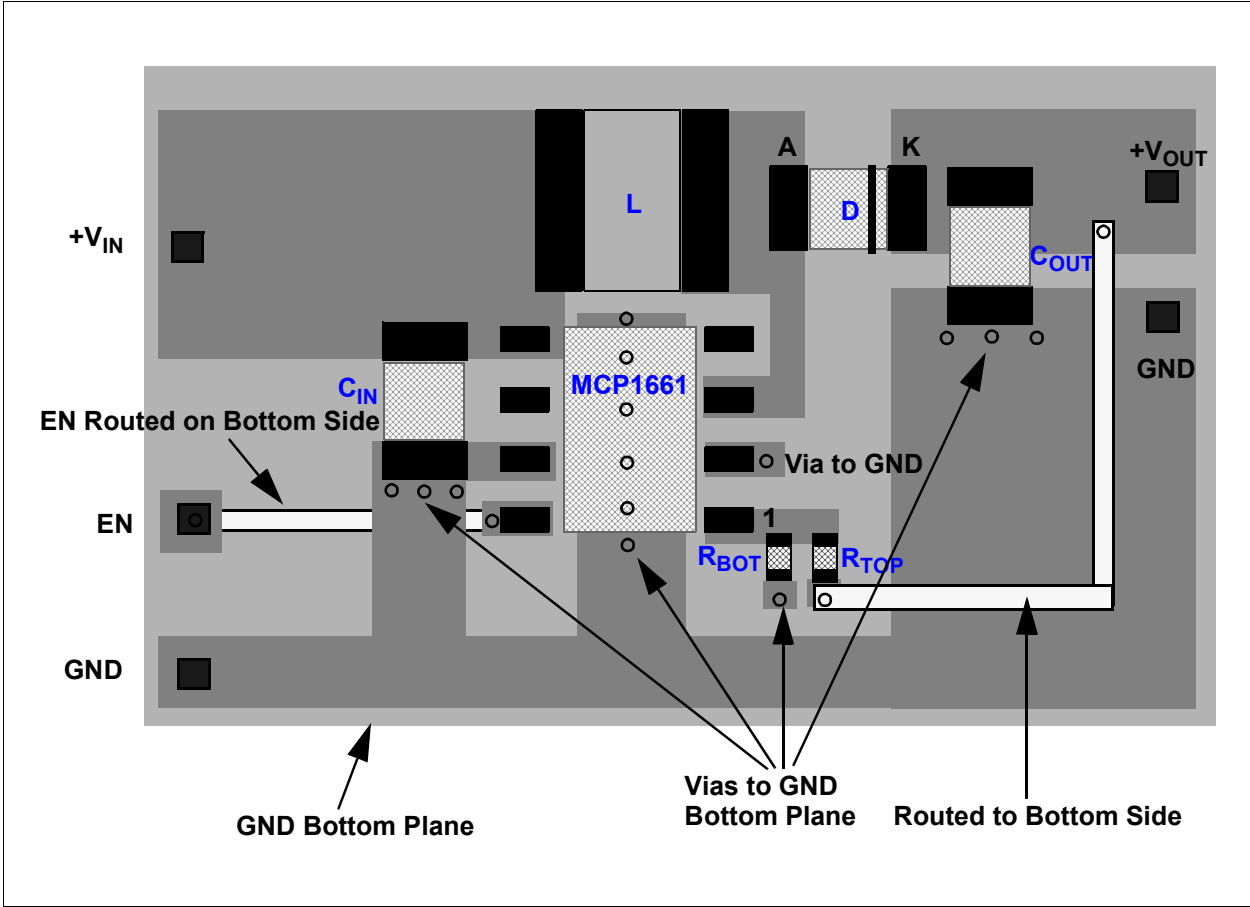 A
K
+VOUT
L
D
+VIN
COUT
MCP1661
GND
CIN
EN Routed on Bottom Side
Via to GND
EN
1
RBOT
RTOP
GND
Vias to GND
Bottom Plane
Routed to Bottom Side
GND Bottom Plane